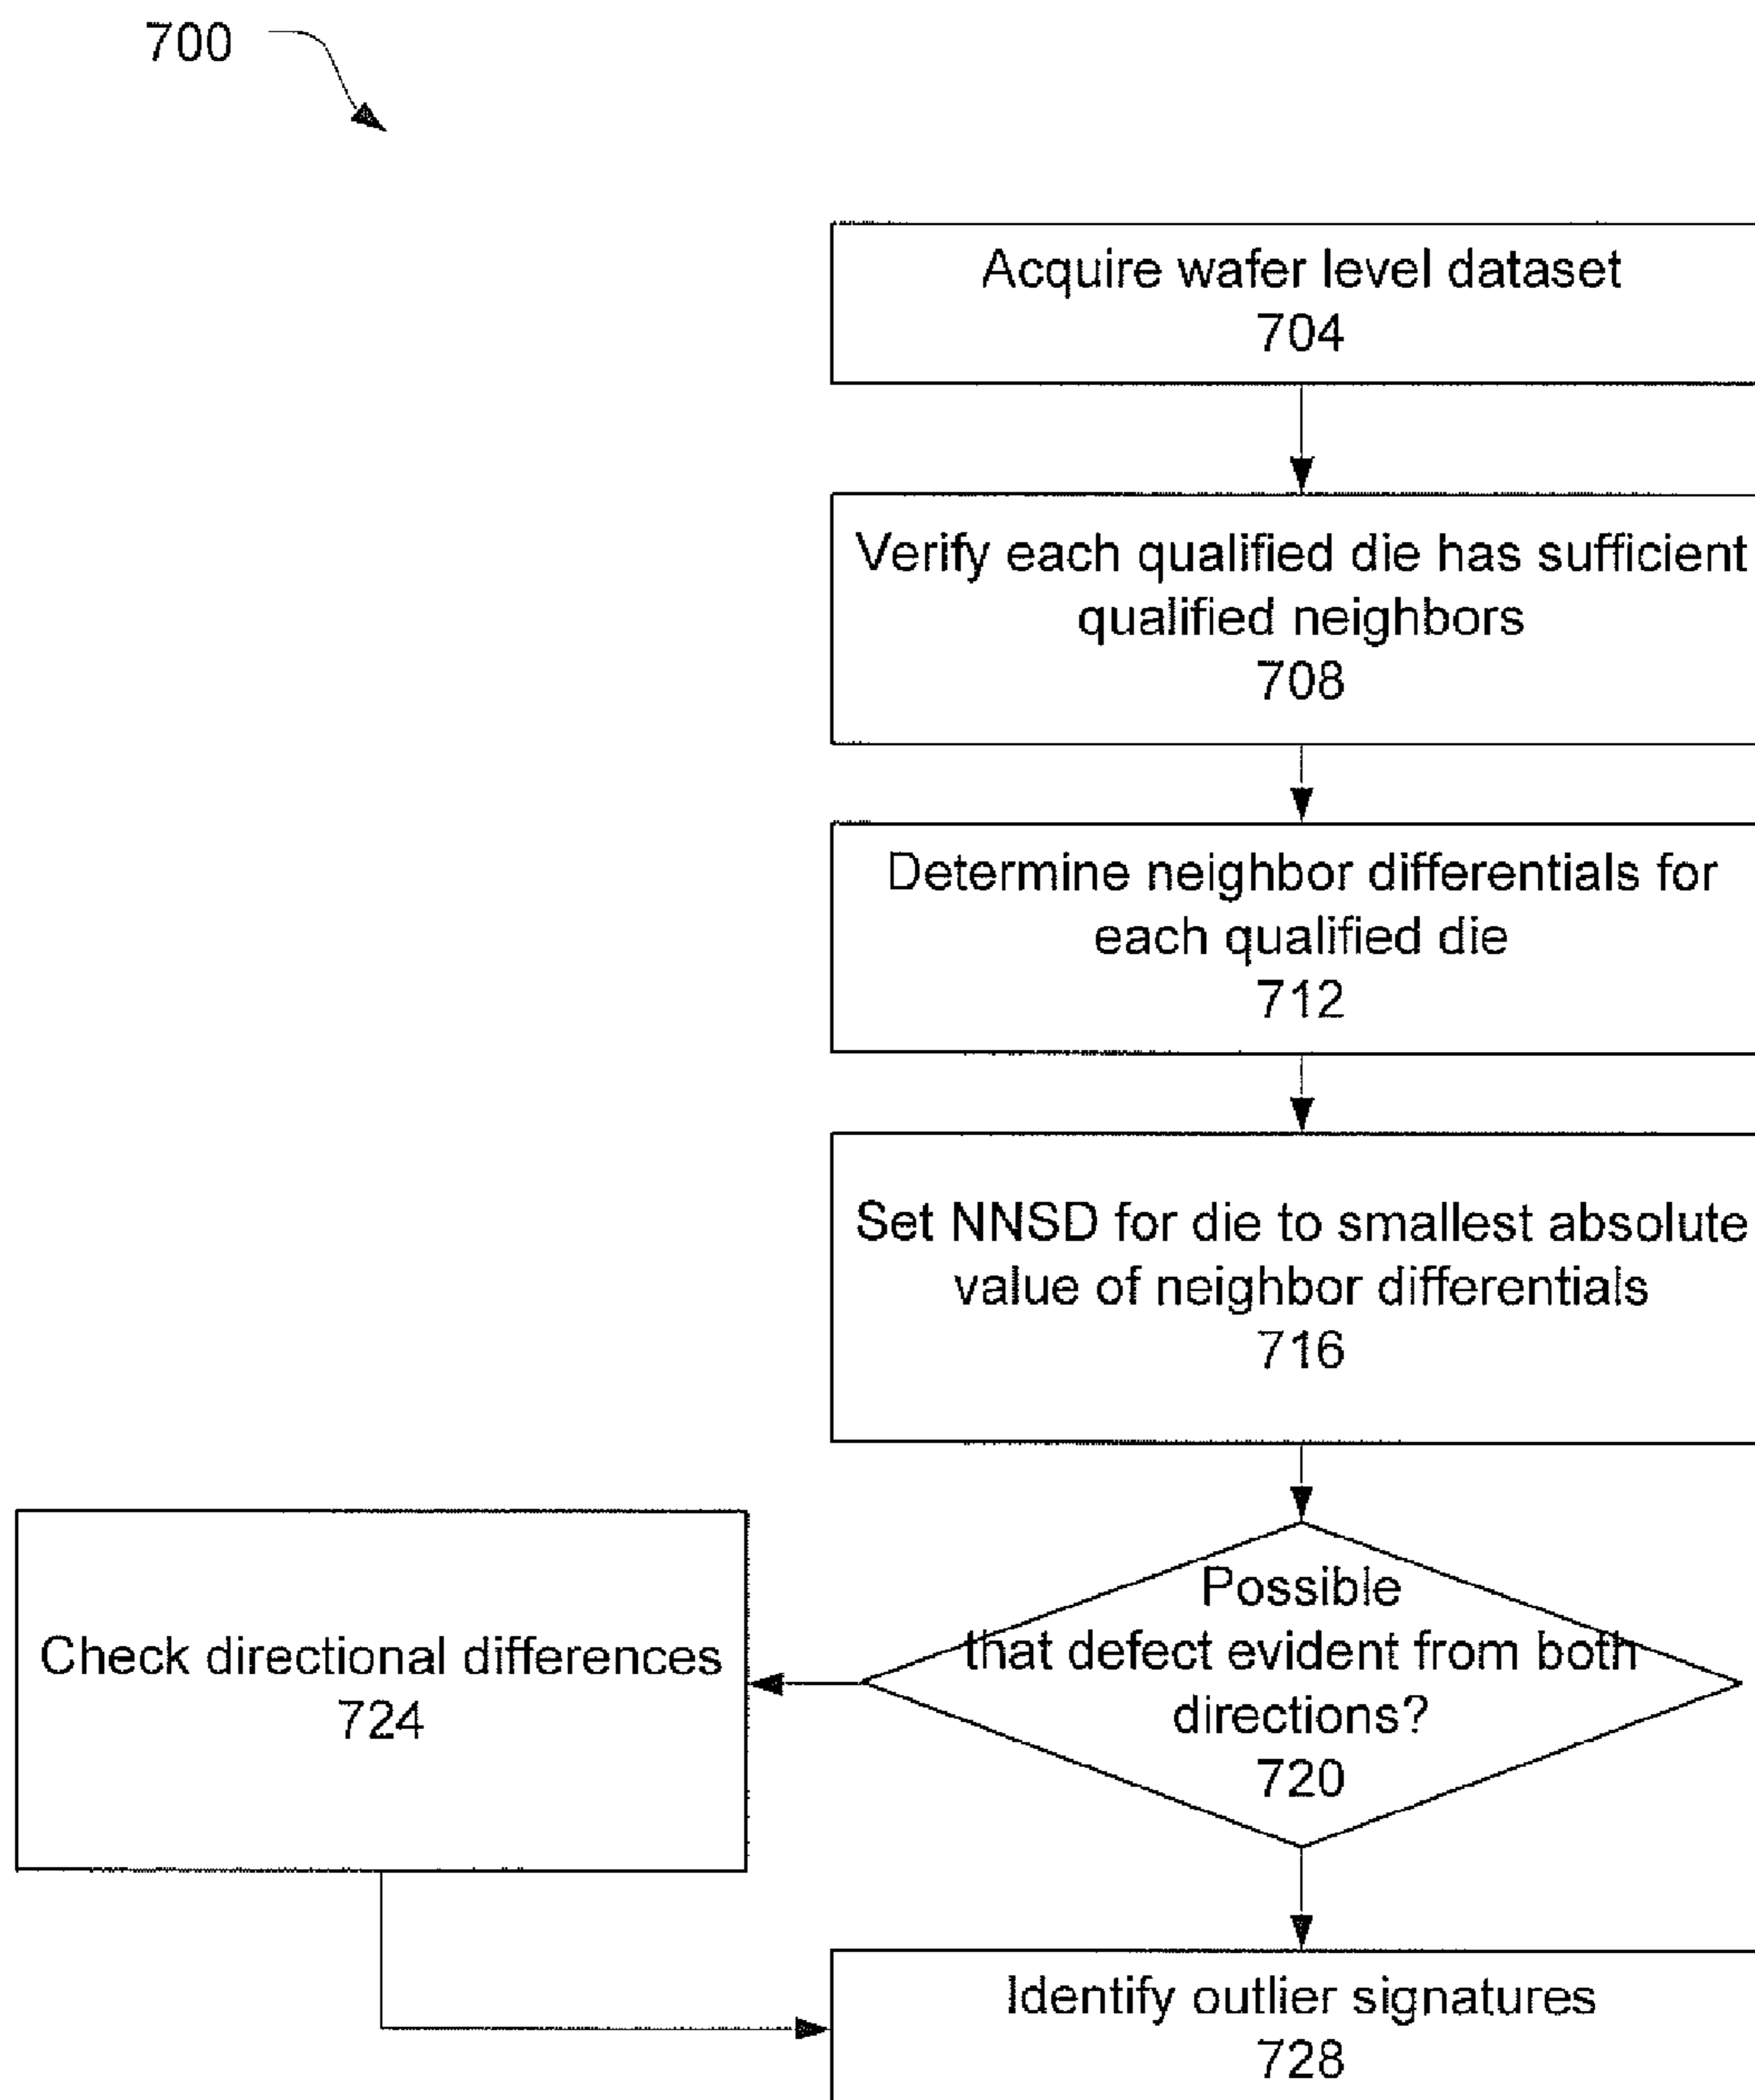 700
Acquire wafer level dataset
704
Verify each qualified die has sufficient
qualified neighbors
708
Determine neighbor differentials for
each qualified die
712
Set NNSD for die to smallest absolute
value of neighbor differentials
716
Possible
that defect evident from both
directions?
720
Check directional differences
724
Identify outlier signatures
728